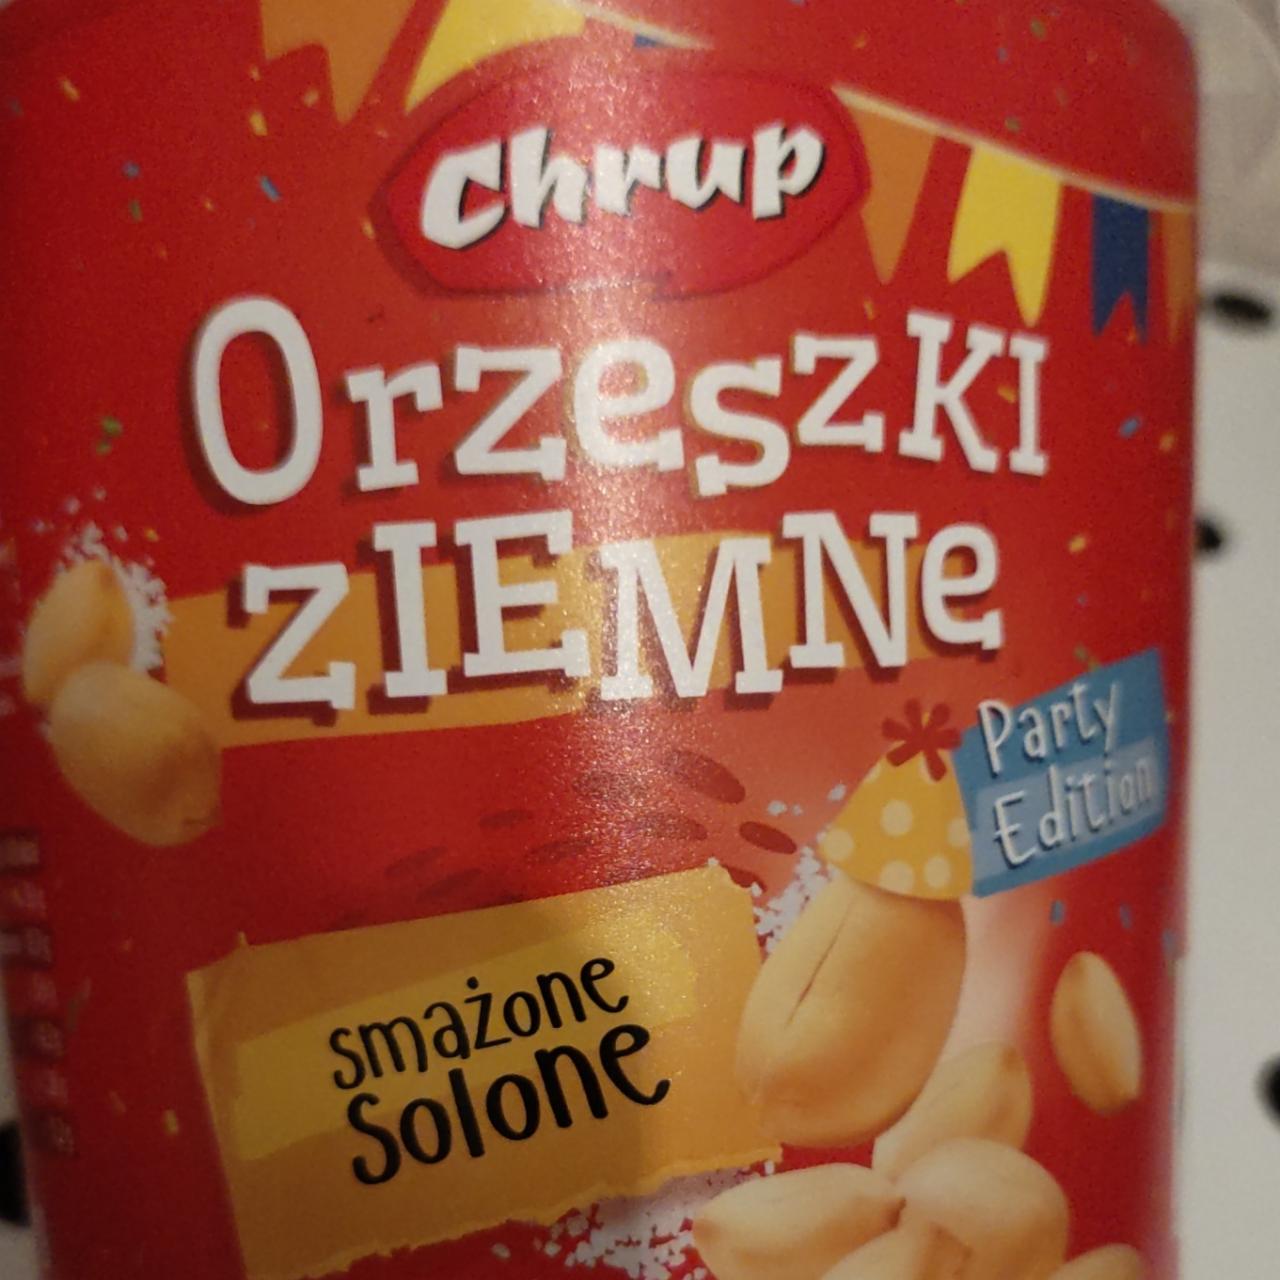 Chrup
Orzeszki
ziemne
Party
Edition
smażone
solone